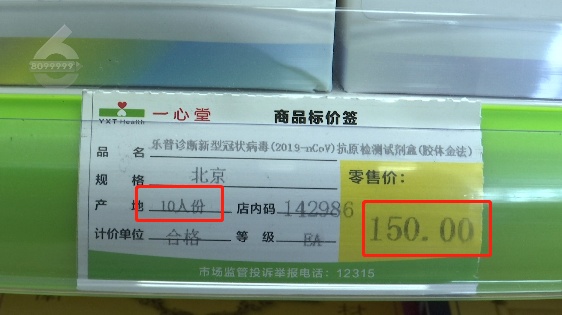 8099999
YXT Health 一心堂 商品标价签
品名 乐普诊断新型冠状病毒(2019-nCoV)抗原检测试剂盒(胶体金法)
规格 北京 零售价:
产地 10人份 店内码 142986 150.00
计价单位 合格 等级 EA
市场监管投诉举报电话:12315